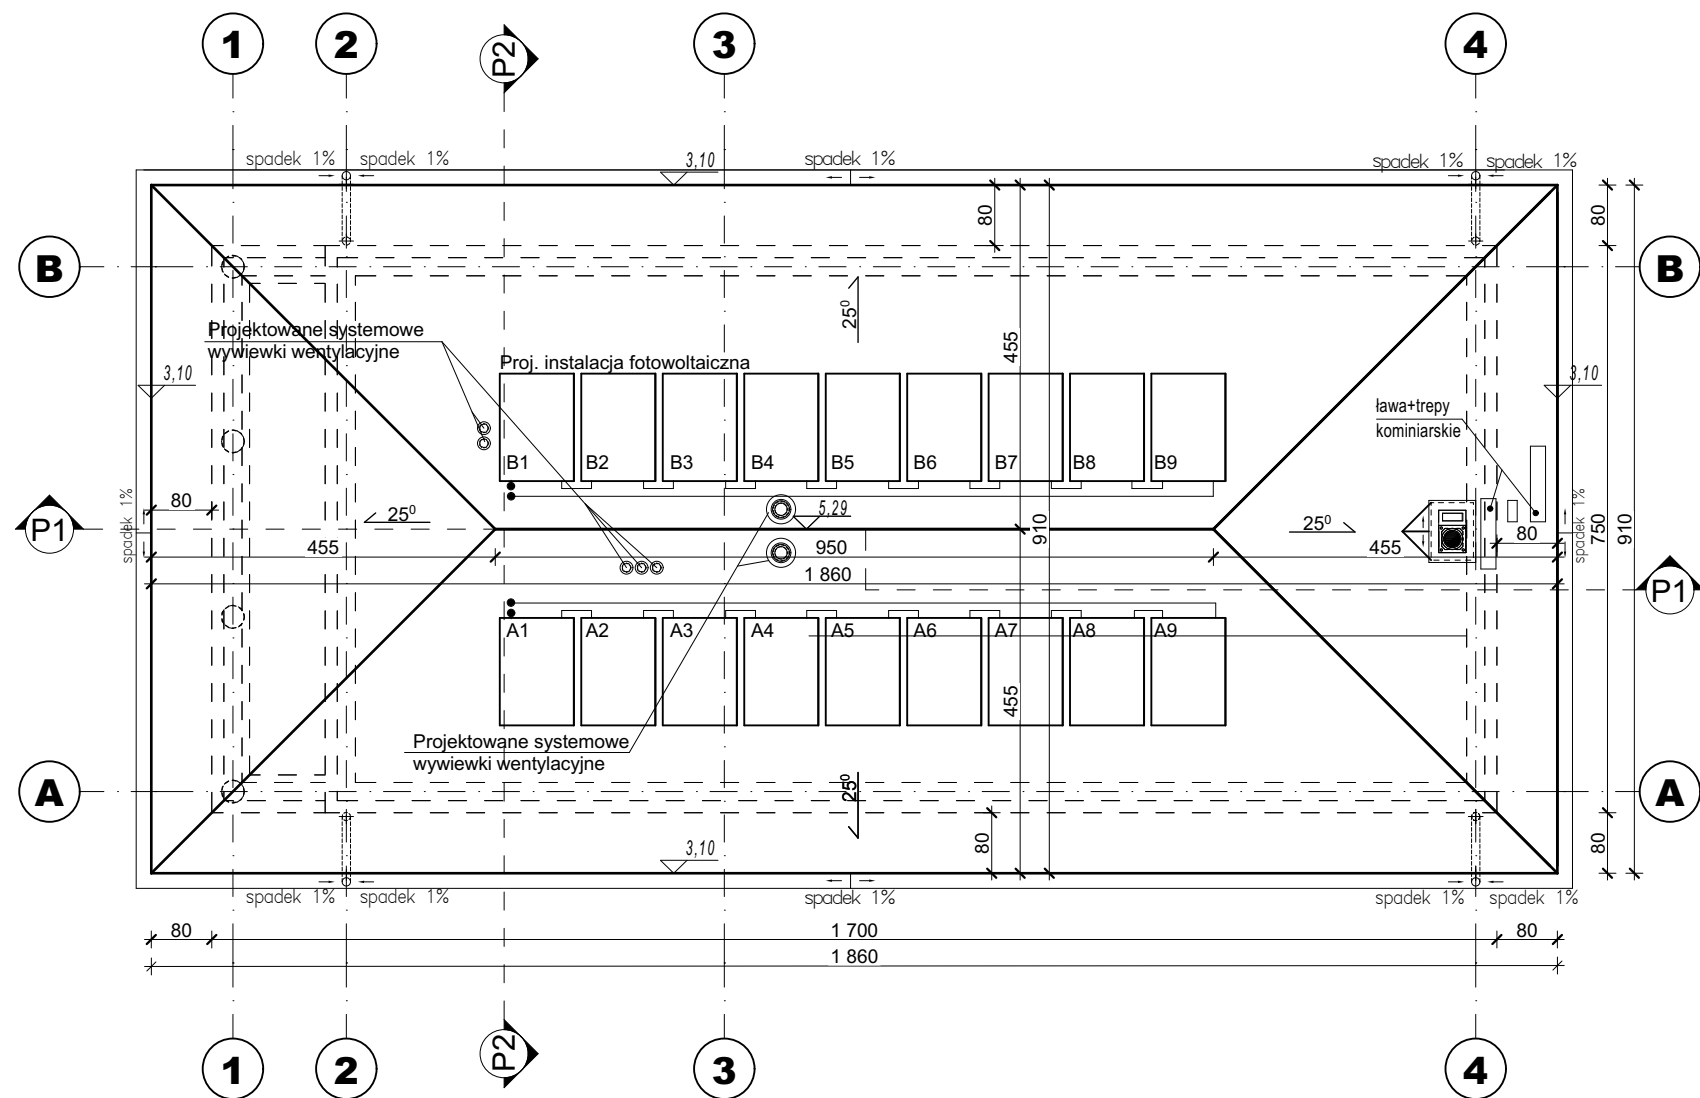 1
2
3
4
P2
spadek 1%
spadek 1%
3,10
spadek 1%
spadek 1%
spadek 1%
80
80
80
B
B
25⁰
Projektowane systemowe
wywiewki wentylacyjne
455
Proj. instalacja fotowoltaiczna
3,10
3,10
ława+trepy
kominiarskie
B1
B2
B3
B4
B5
B6
B7
B8
B9
80
spadek 1%
P1
25⁰
5,29
25⁰
80
spadek 1%
750
910
910
455
950
455
1 860
P1
A1
A2
A3
A4
A5
A6
A7
A8
A9
455
Projektowane systemowe
wywiewki wentylacyjne
25⁰
A
A
3,10
80
80
spadek 1%
spadek 1%
spadek 1%
spadek 1%
spadek 1%
80
1 700
80
1 860
P2
1
2
3
4